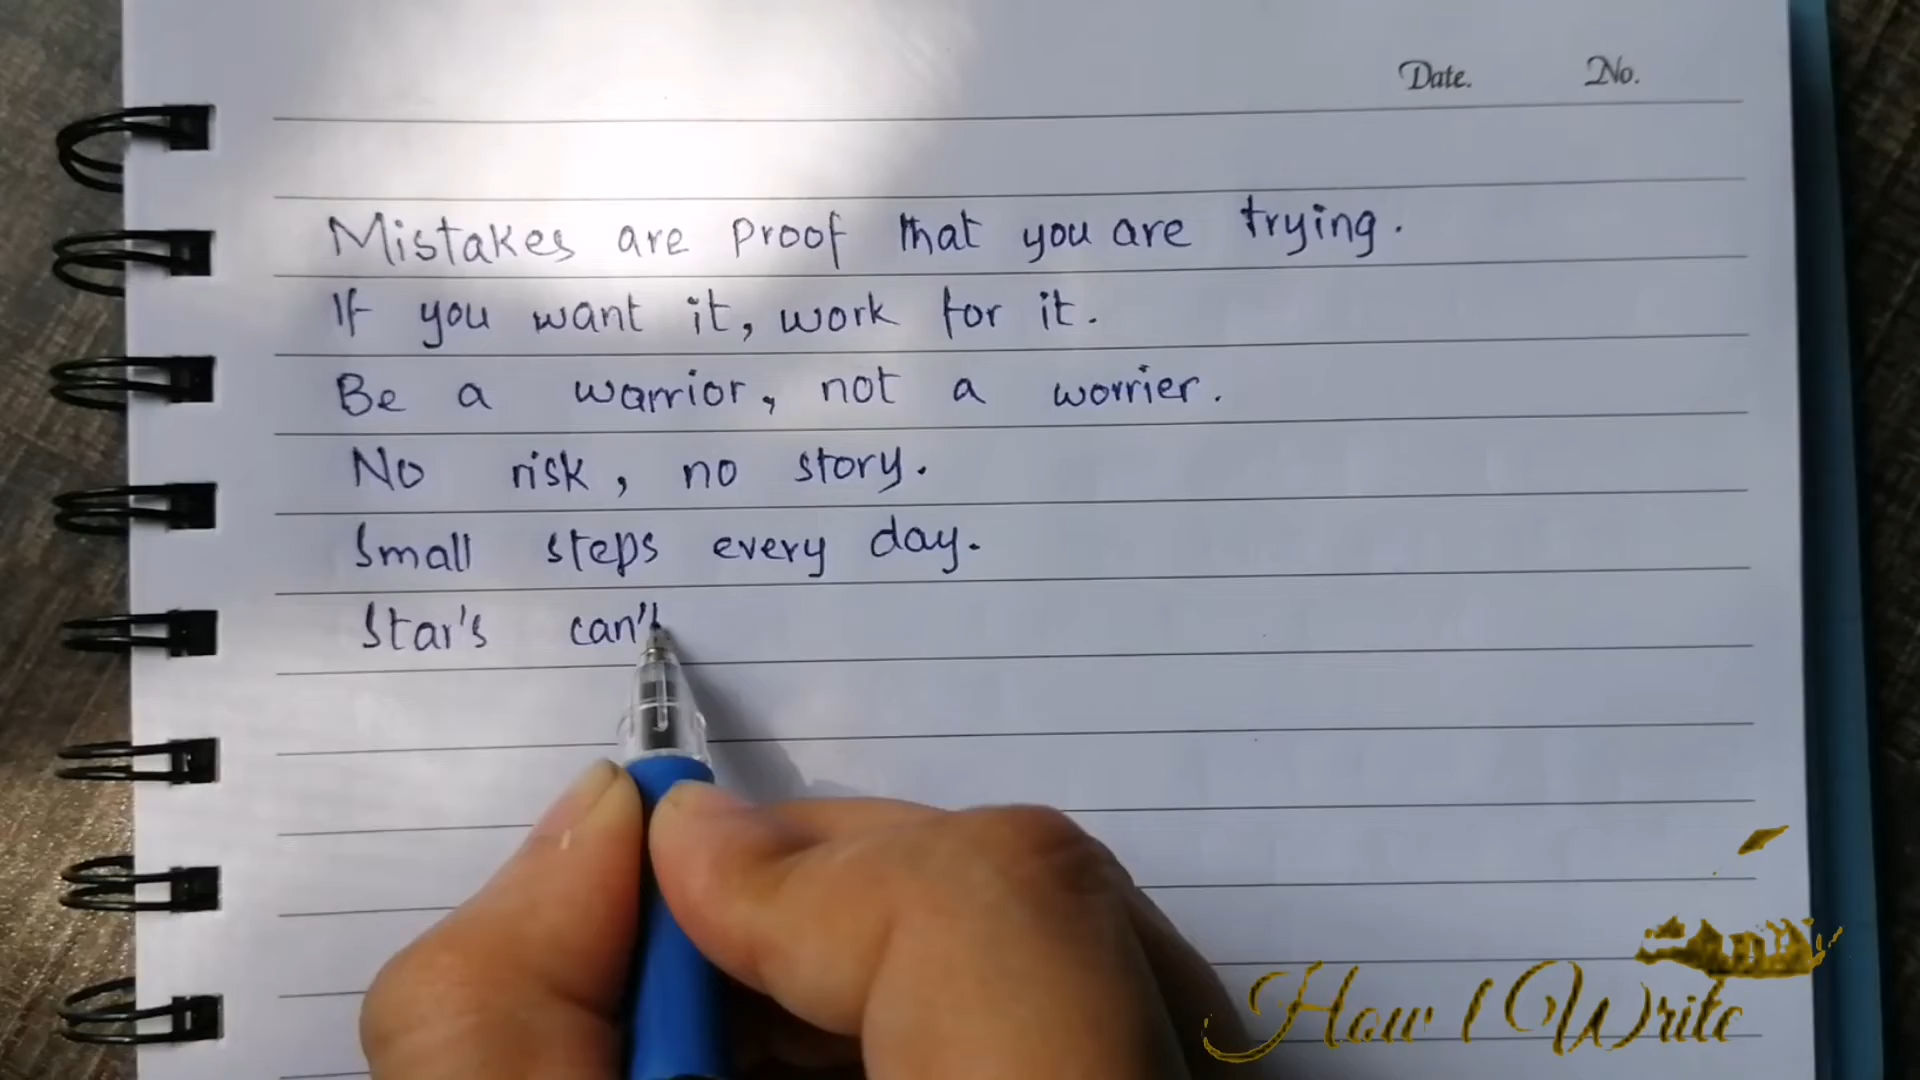 Date. No.
Mistakes are proof that you are trying.
If you want it, work for it.
Be a warrior, not a worrier.
No risk, no story.
Small steps every day.
Star's can't
How I Write